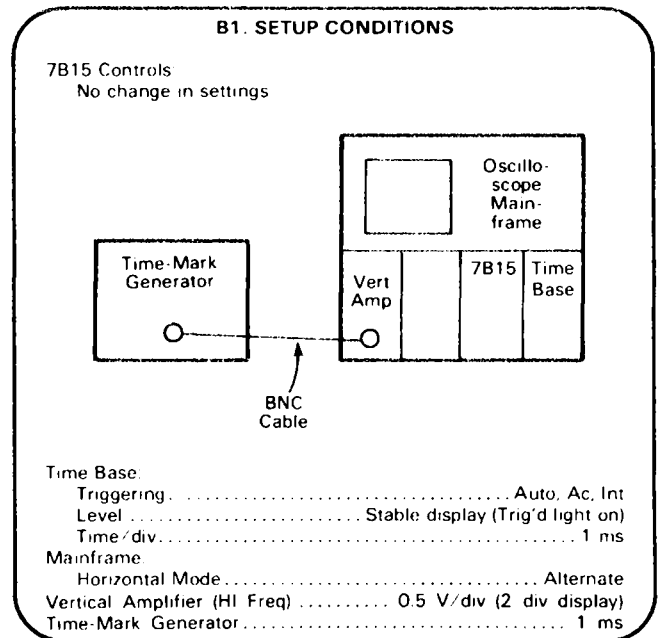 B1. SETUP CONDITIONS
7B15 Controls
No change in settings
Oscillo-
scope
Main-
frame
Time-Mark
Generator
Vert
Amp
7B15
Time
Base
BNC
Cable
Time Base:
Triggering. . . . . . . . . . . . . . . . . . . . . . . . . . . . . . . . . . . Auto, Ac, Int
Level . . . . . . . . . . . . . . . . . . . . . . . Stable display (Trig'd light on)
Time/div. . . . . . . . . . . . . . . . . . . . . . . . . . . . . . . . . . . . . . . . . . 1 ms
Mainframe
Horizontal Mode . . . . . . . . . . . . . . . . . . . . . . . . . . . . . . . . Alternate
Vertical Amplifier (HI Freq) . . . . . . . . . . 0.5 V/div (2 div display)
Time-Mark Generator . . . . . . . . . . . . . . . . . . . . . . . . . . . . . . . . . 1 ms